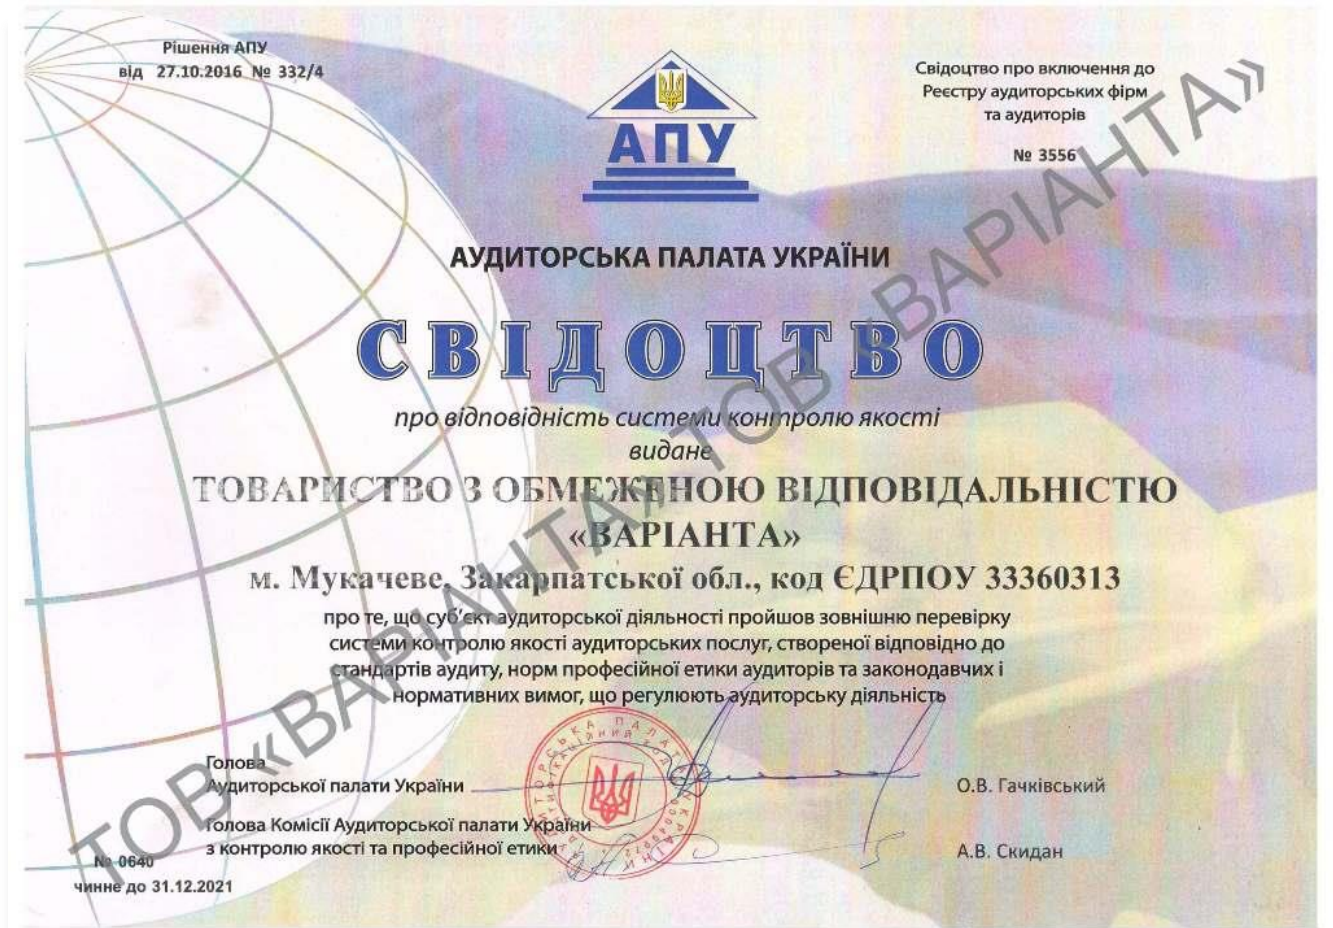 Рішення АПУ
від 27.10.2016 № 332/4
АПУ
Свідоцтво про включення до
Реєстру аудиторських фірм
та аудиторів
№ 3556
АУДИТОРСЬКА ПАЛАТА УКРАЇНИ
СВІДОЦТВО
про відповідність системи контролю якості
видане
ТОВАРИСТВО З ОБМЕЖЕНОЮ ВІДПОВІДАЛЬНІСТЮ
«ВАРІАНТА»
м. Мукачеве, Закарпатської обл., код ЄДРПОУ 33360313
про те, що суб’єкт аудиторської діяльності пройшов зовнішню перевірку
системи контролю якості аудиторських послуг, створеної відповідно до
стандартів аудиту, норм професійної етики аудиторів та законодавчих і
нормативних вимог, що регулюють аудиторську діяльність
Голова
Аудиторської палати України
О.В. Гачківський
Голова Комісії Аудиторської палати України
з контролю якості та професійної етики
А.В. Скидан
№ 0640
чинне до 31.12.2021
ТОВ «ВАРІАНТА» ТОВ «ВАРІАНТА»
АУДИТОРСЬКА ПАЛАТА УКРАЇНИ